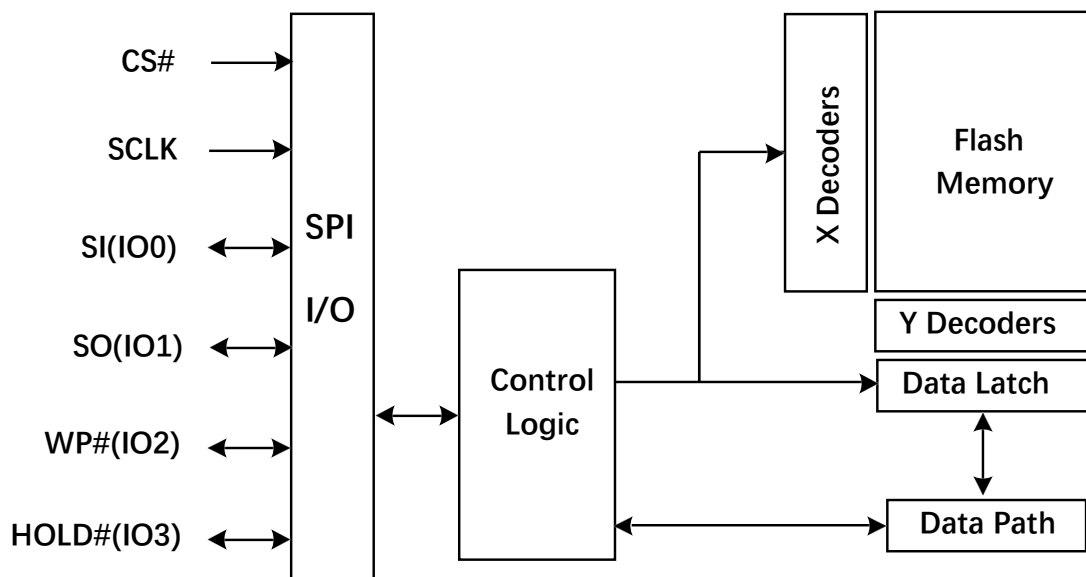 CS#
SCLK
SI(IO0)
SO(IO1)
WP#(IO2)
HOLD#(IO3)
SPI
I/O
Control
Logic
X Decoders
Flash
Memory
Y Decoders
Data Latch
Data Path